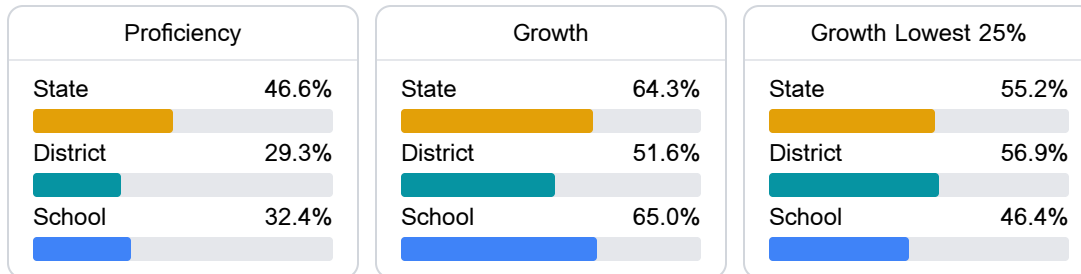 Proficiency
State 46.6%
District 29.3%
School 32.4%
Growth
State 64.3%
District 51.6%
School 65.0%
Growth Lowest 25%
State 55.2%
District 56.9%
School 46.4%